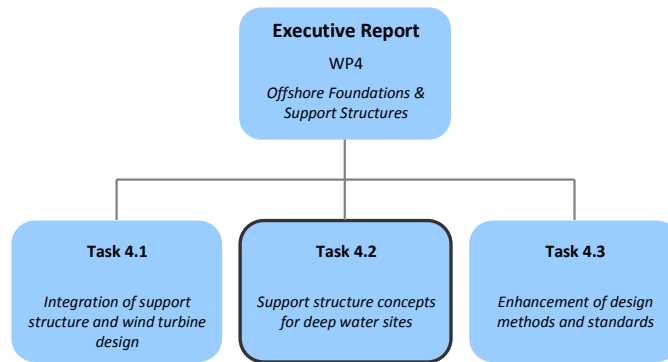 Executive Report
WP4
Offshore Foundations &
Support Structures
Task 4.1
Integration of support
structure and wind turbine
design
Task 4.2
Support structure concepts
for deep water sites
Task 4.3
Enhancement of design
methods and standards